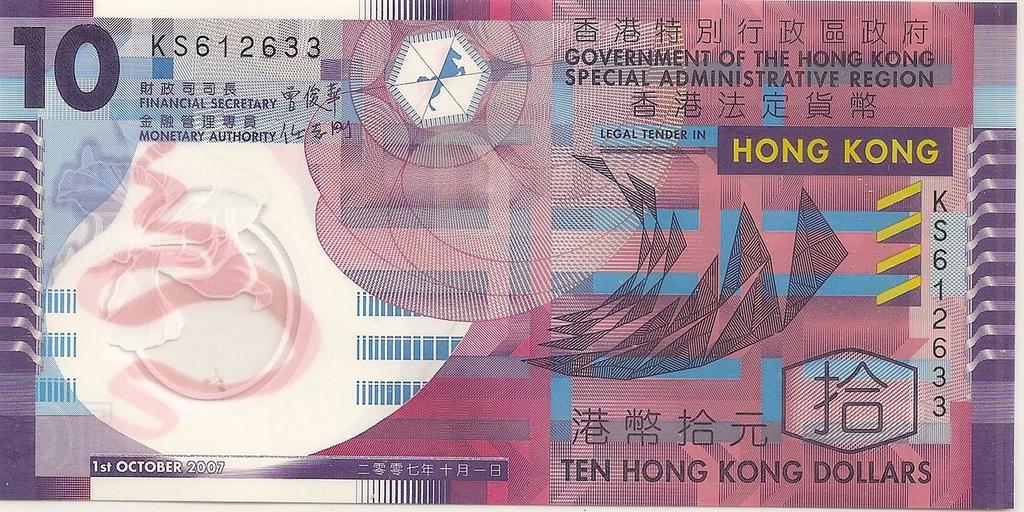 10
KS612633
財政司司長
FINANCIAL SECRETARY 曾俊華
金融管理專員
MONETARY AUTHORITY 任志剛
香港特別行政區政府
GOVERNMENT OF THE HONG KONG
SPECIAL ADMINISTRATIVE REGION
香港法定貨幣
LEGAL TENDER IN
HONG KONG
KS612633
拾
港幣拾元
TEN HONG KONG DOLLARS
1st OCTOBER 2007
二零零七年十月一日